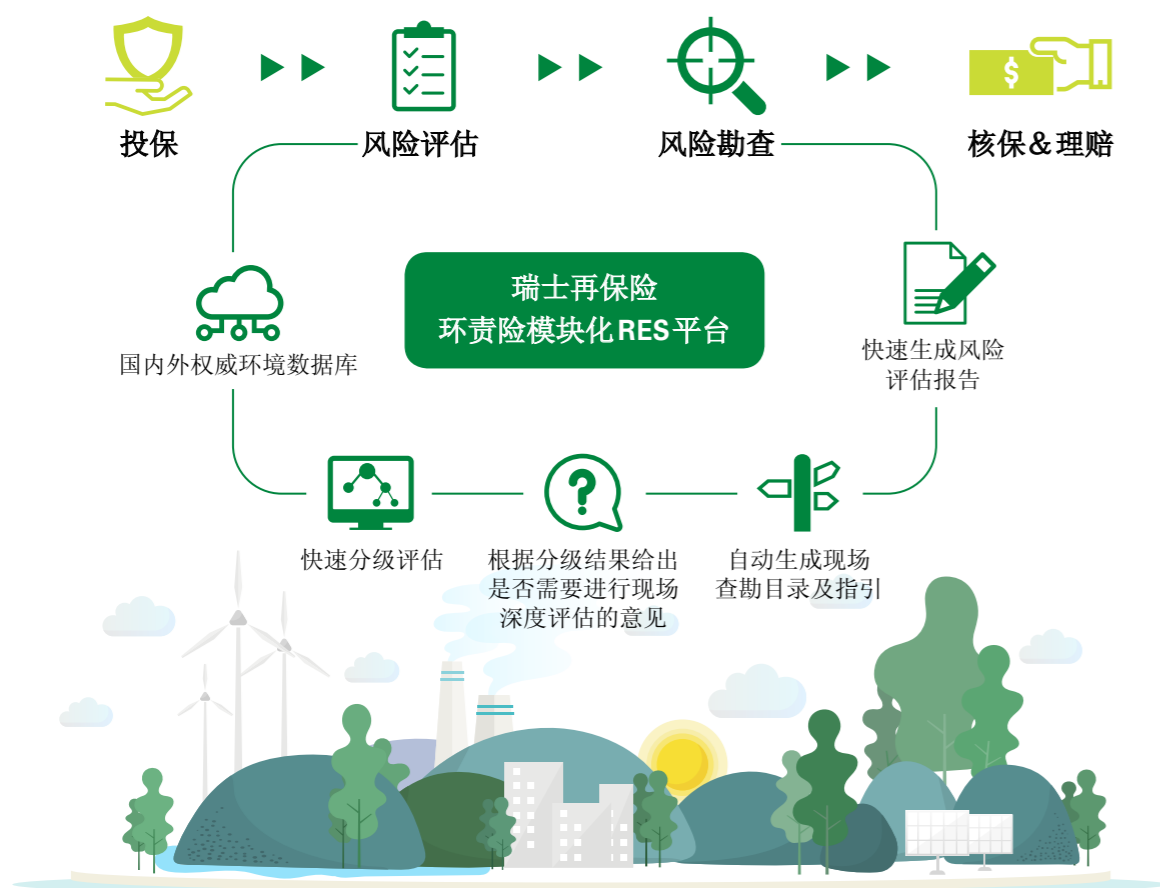 $
投保
风险评估
风险勘查
核保&理赔
瑞士再保险
环责险模块化RES平台
国内外权威环境数据库
快速生成风险
评估报告
?
快速分级评估
根据分级结果给出
是否需要进行现场
深度评估的意见
自动生成现场
查勘目录及指引